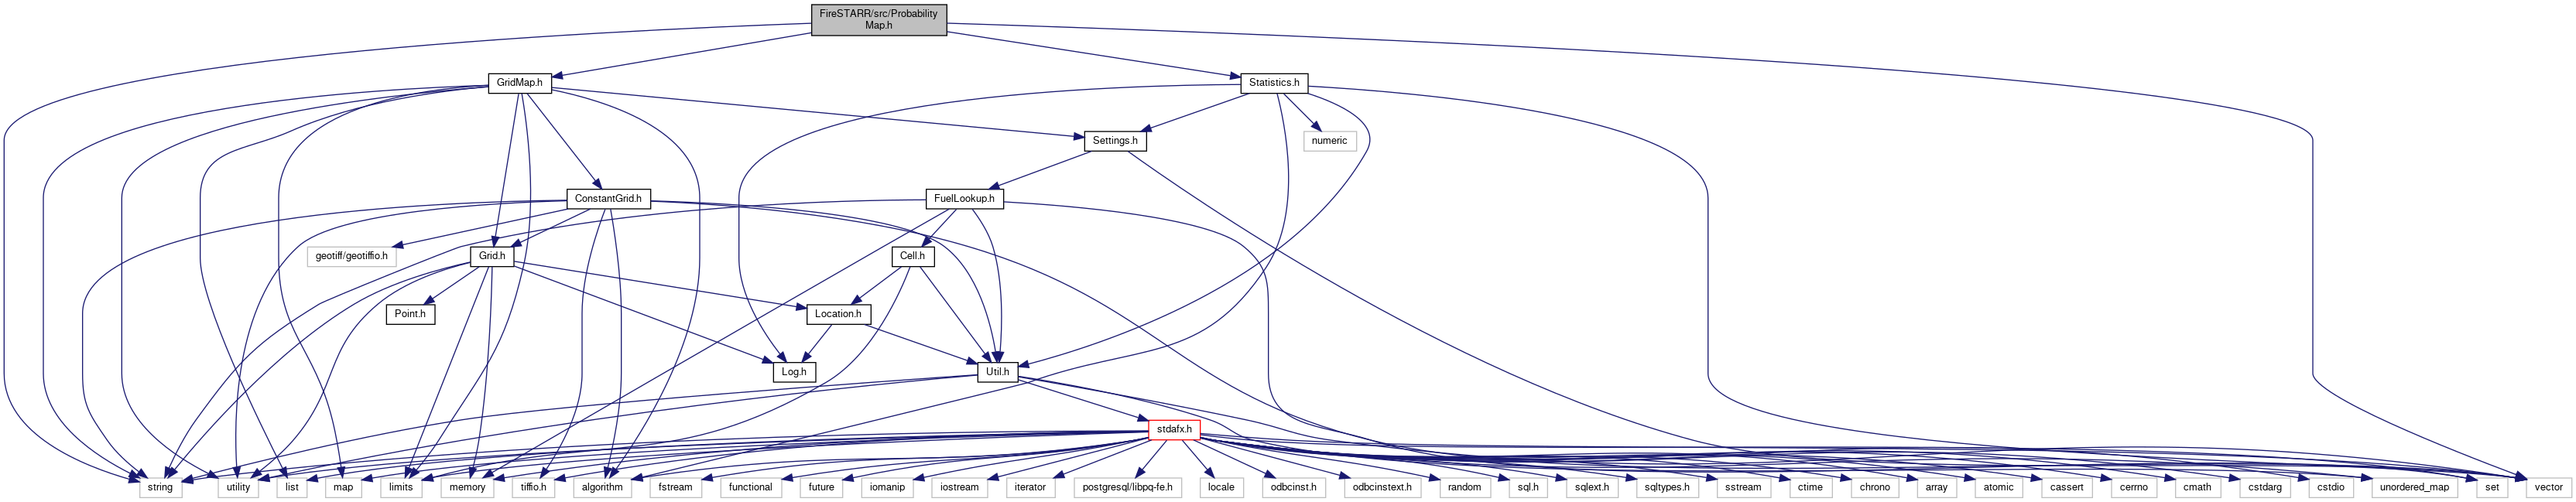 FireSTARR/src/Probability
Map.h
GridMap.h
Statistics.h
Settings.h
numeric
ConstantGrid.h
FuelLookup.h
geotiff/geotiffio.h
Grid.h
Cell.h
Point.h
Location.h
Log.h
Util.h
stdafx.h
string
utility
list
map
limits
memory
tiffio.h
algorithm
fstream
functional
future
iomanip
iostream
iterator
postgresql/libpq-fe.h
locale
odbcinst.h
odbcinstext.h
random
sql.h
sqlext.h
sqltypes.h
sstream
ctime
chrono
array
atomic
cassert
cerrno
cmath
cstdarg
cstdio
unordered_map
set
vector